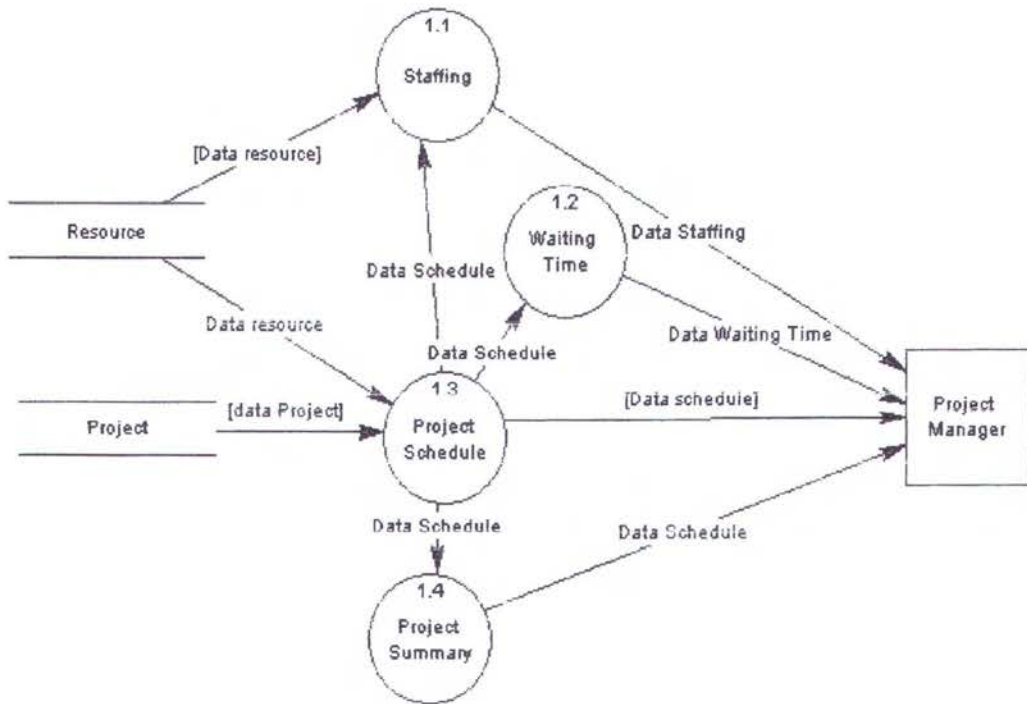 1.1
Staffing
[Data resource]
Resource
1.2
Waiting
Time
Data Staffing
Data Schedule
Data resource
Data Waiting Time
Data Schedule
1.3
Project
Schedule
[data Project]
Project
[Data schedule]
Project
Manager
Data Schedule
Data Schedule
1.4
Project
Summary